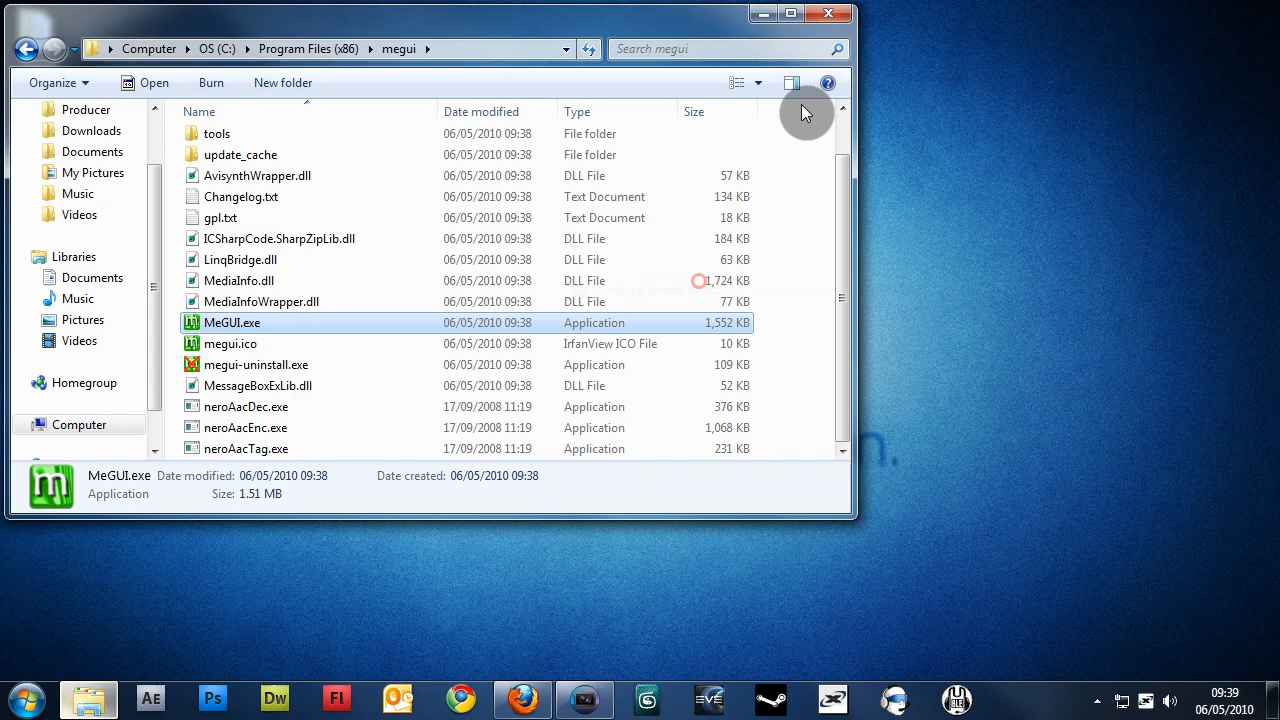 Computer OS (C:) Program Files (x86) megui Search megui
Organize Open Burn New folder
Name Date modified Type Size
Producer
Downloads
Documents
My Pictures
Music
Videos
Libraries
Documents
Music
Pictures
Videos
Homegroup
Computer
tools 06/05/2010 09:38 File folder
update_cache 06/05/2010 09:38 File folder
AvisynthWrapper.dll 06/05/2010 09:38 DLL File 57 KB
Changelog.txt 06/05/2010 09:38 Text Document 134 KB
gpl.txt 06/05/2010 09:38 Text Document 18 KB
ICSharpCode.SharpZipLib.dll 06/05/2010 09:38 DLL File 184 KB
LinqBridge.dll 06/05/2010 09:38 DLL File 63 KB
MediaInfo.dll 06/05/2010 09:38 DLL File 1,724 KB
MediaInfoWrapper.dll 06/05/2010 09:38 DLL File 77 KB
MeGUI.exe 06/05/2010 09:38 Application 1,552 KB
megui.ico 06/05/2010 09:38 IrfanView ICO File 10 KB
megui-uninstall.exe 06/05/2010 09:38 Application 109 KB
MessageBoxExLib.dll 06/05/2010 09:38 DLL File 52 KB
neroAacDec.exe 17/09/2008 11:19 Application 376 KB
neroAacEnc.exe 17/09/2008 11:19 Application 1,068 KB
neroAacTag.exe 17/09/2008 11:19 Application 231 KB
MeGUI.exe Date modified: 06/05/2010 09:38 Date created: 06/05/2010 09:38
Application Size: 1.51 MB
n.
Ae Ps Dw Fl
09:39
06/05/2010